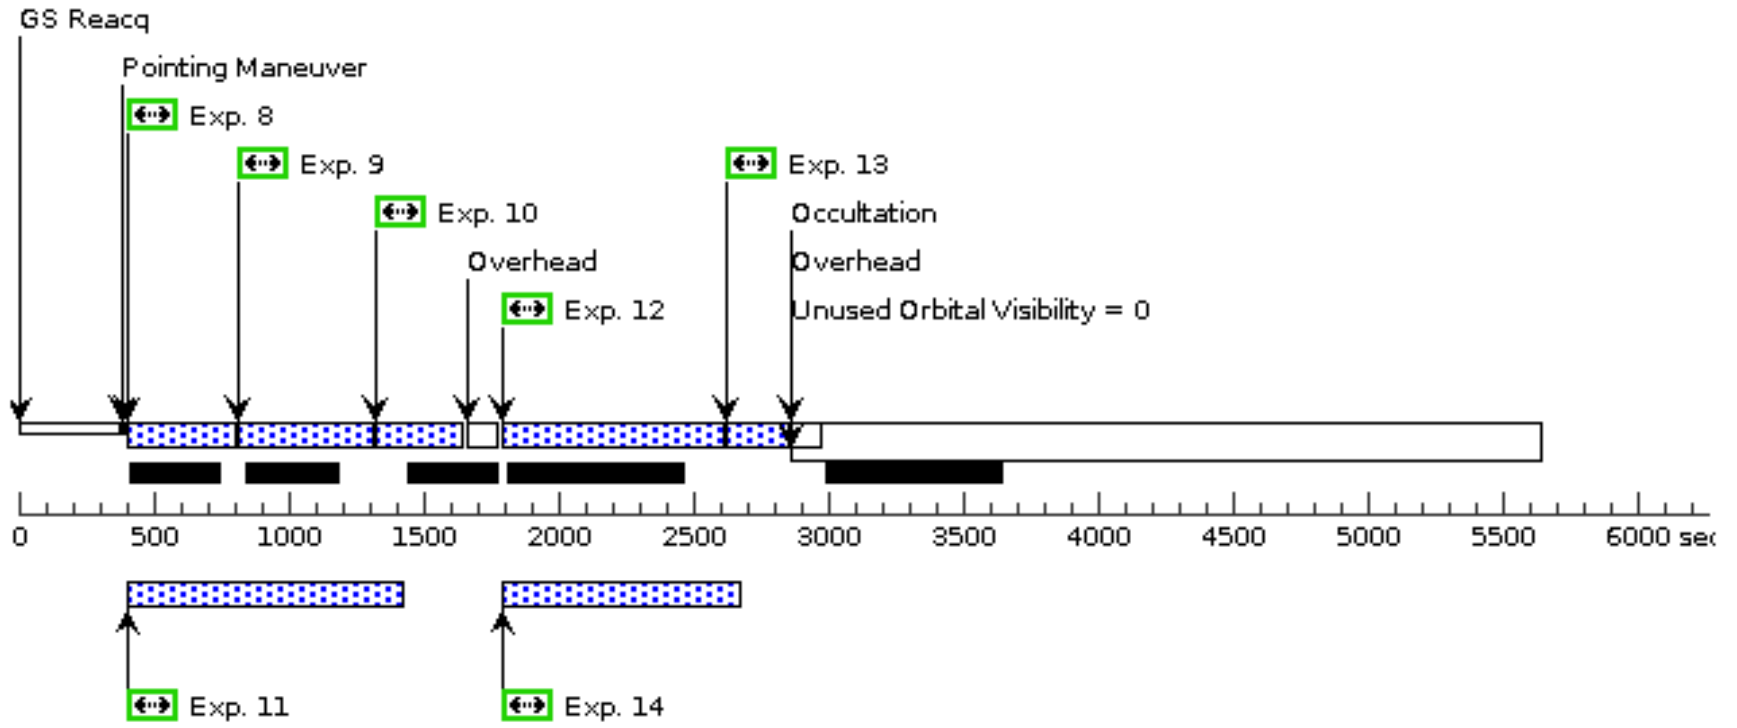 GS Reacq
Pointing Maneuver
Exp. 8
Exp. 9
Exp. 13
Exp. 10
Occultation
Overhead
Overhead
Exp. 12
Unused Orbital Visibility = 0
0 500 1000 1500 2000 2500 3000 3500 4000 4500 5000 5500 6000 sec
Exp. 11
Exp. 14